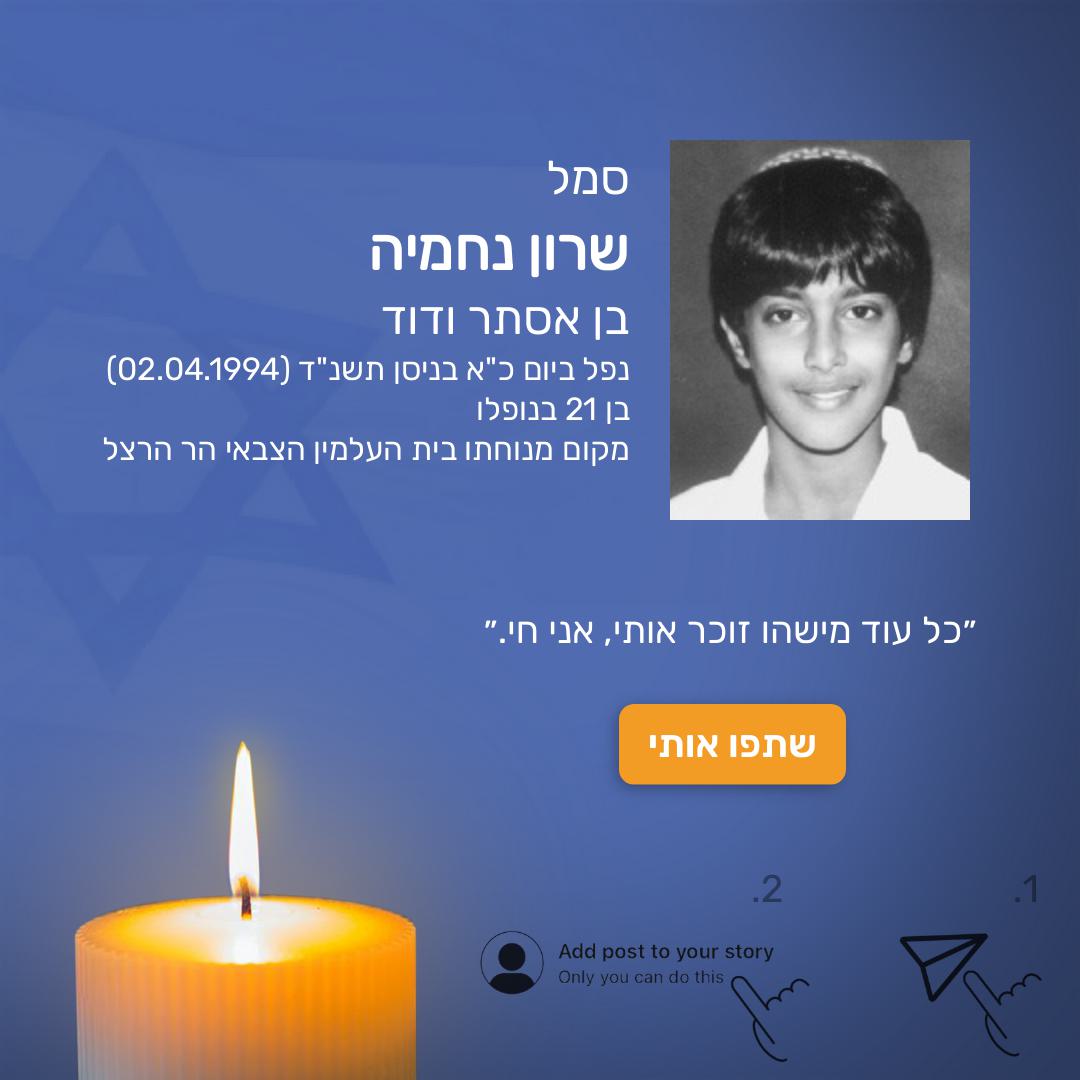 סמל
שרון נחמיה
בן אסתר ודוד
נפל ביום כ"א בניסן תשנ"ד (02.04.1994)
בן 21 בנופלו
מקום מנוחתו בית העלמין הצבאי הר הרצל
"כל עוד מישהו זוכר אותי, אני חי."
שתפו אותי
.1
.2
Add post to your story
Only you can do this